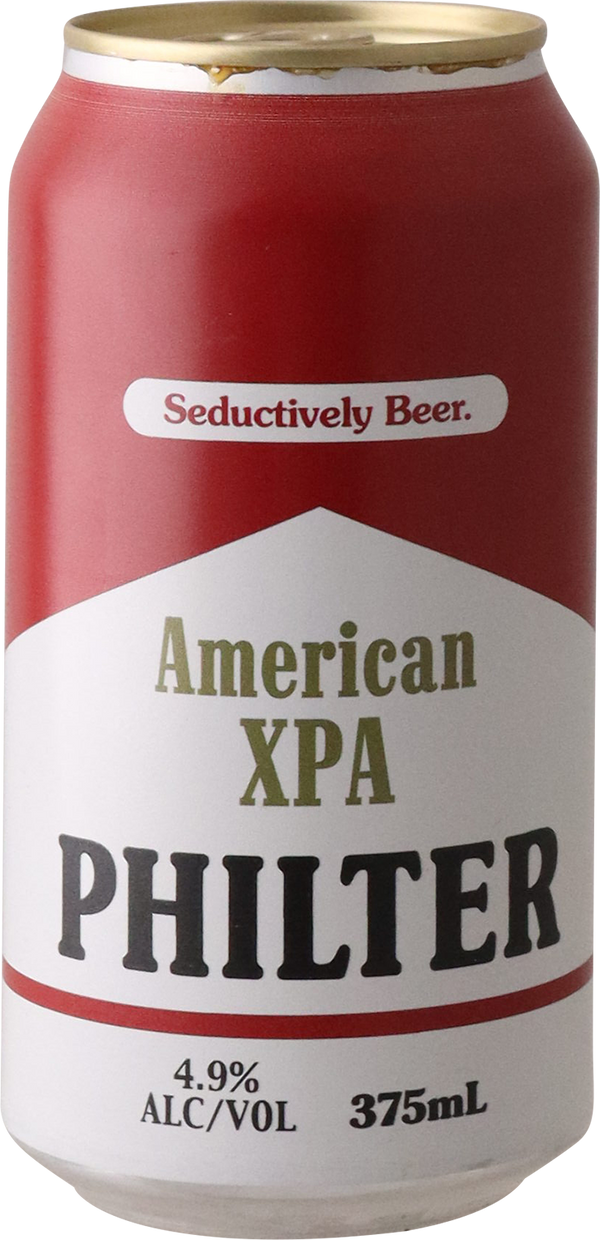 Seductively Beer.
American
XPA
PHILTER
4.9%
ALC/VOL
375mL